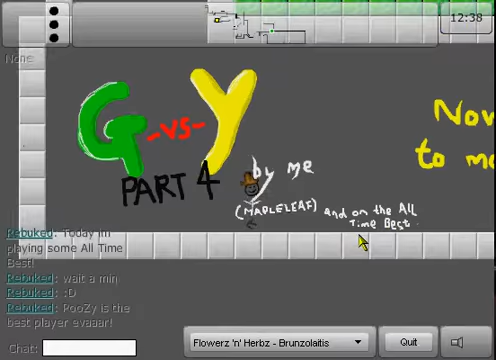 12:38
None
G -vs- Y
PART 4
by me
(MAPLELEAF) and on the All
Time Best
Now
to mo
Rebuked: Today im
playing some All Time
Best!
Rebuked: wait a min
Rebuked: :D
Rebuked: PooZy is the
best player evaaar!
Chat:
Flowerz 'n' Herbz - Brunzolaitis
Quit